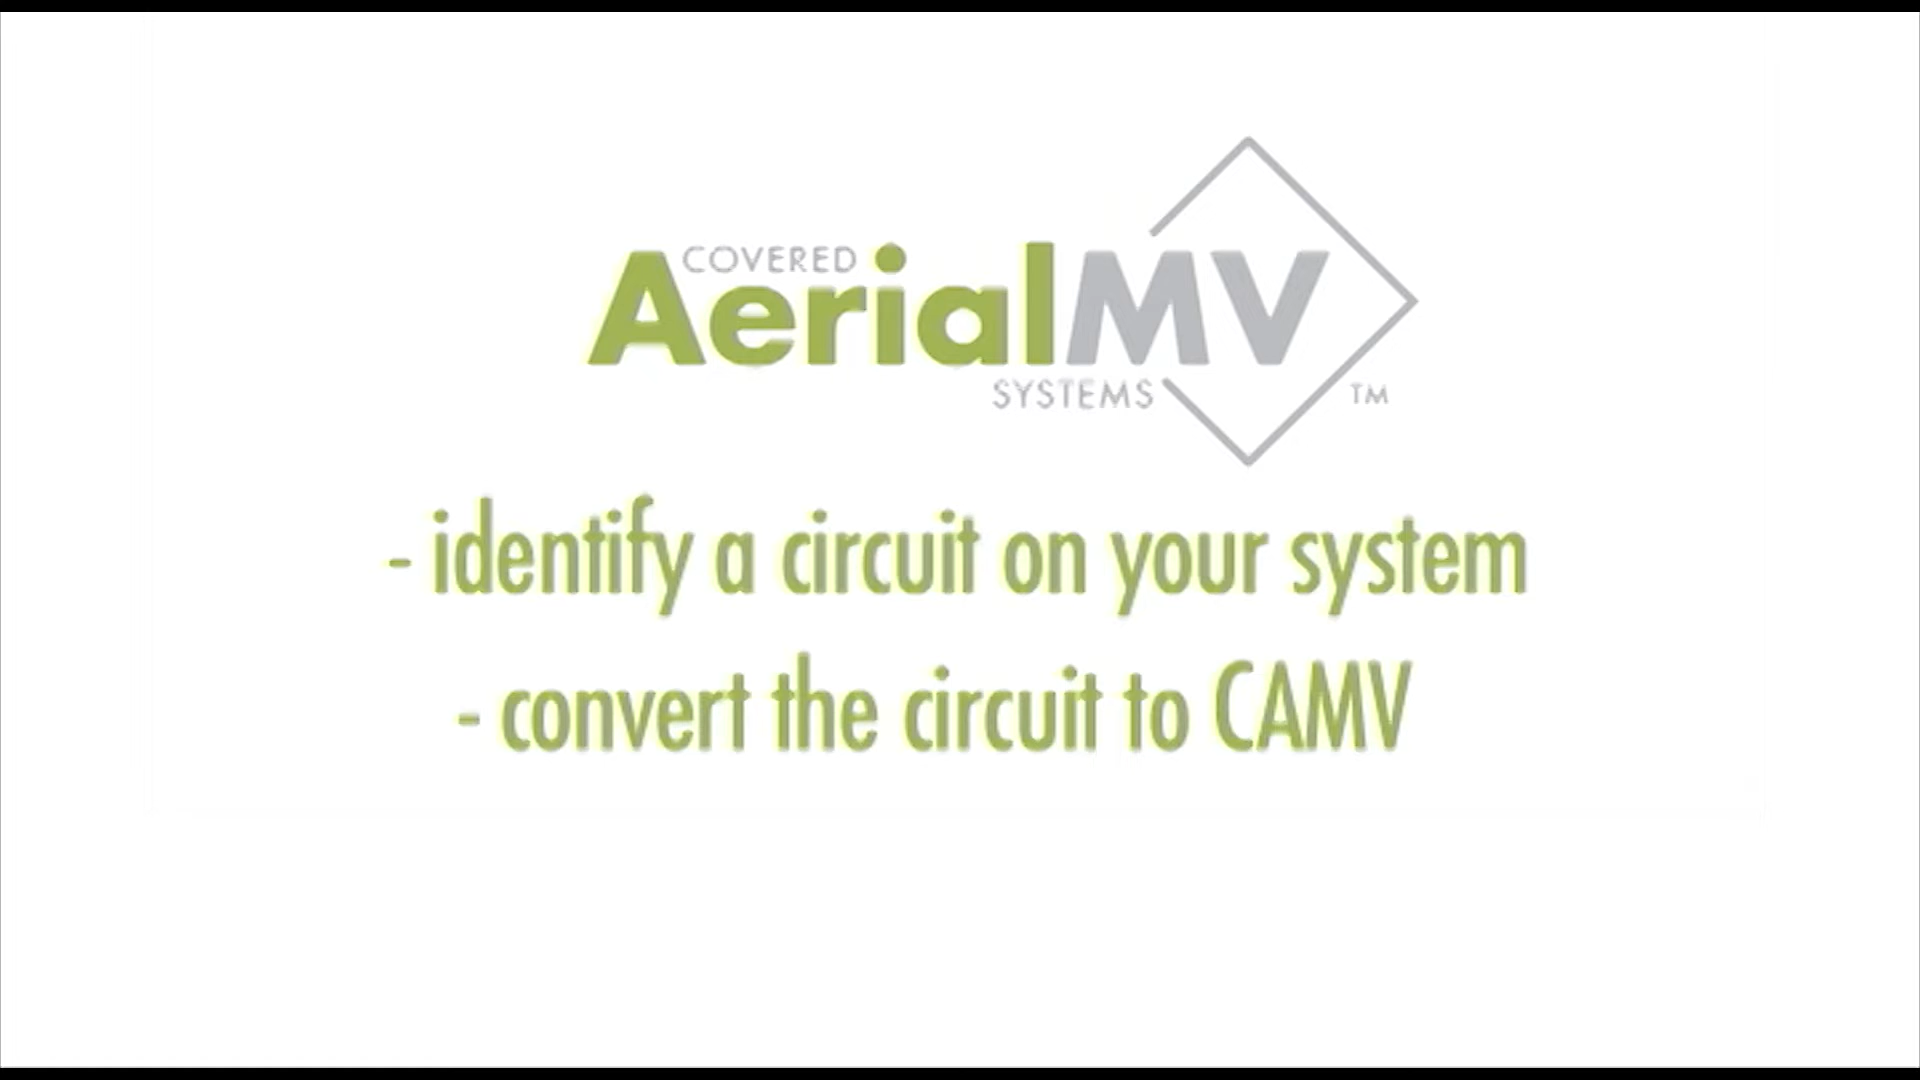 COVERED
AerialMV
SYSTEMS TM
- identify a circuit on your system
- convert the circuit to CAMV